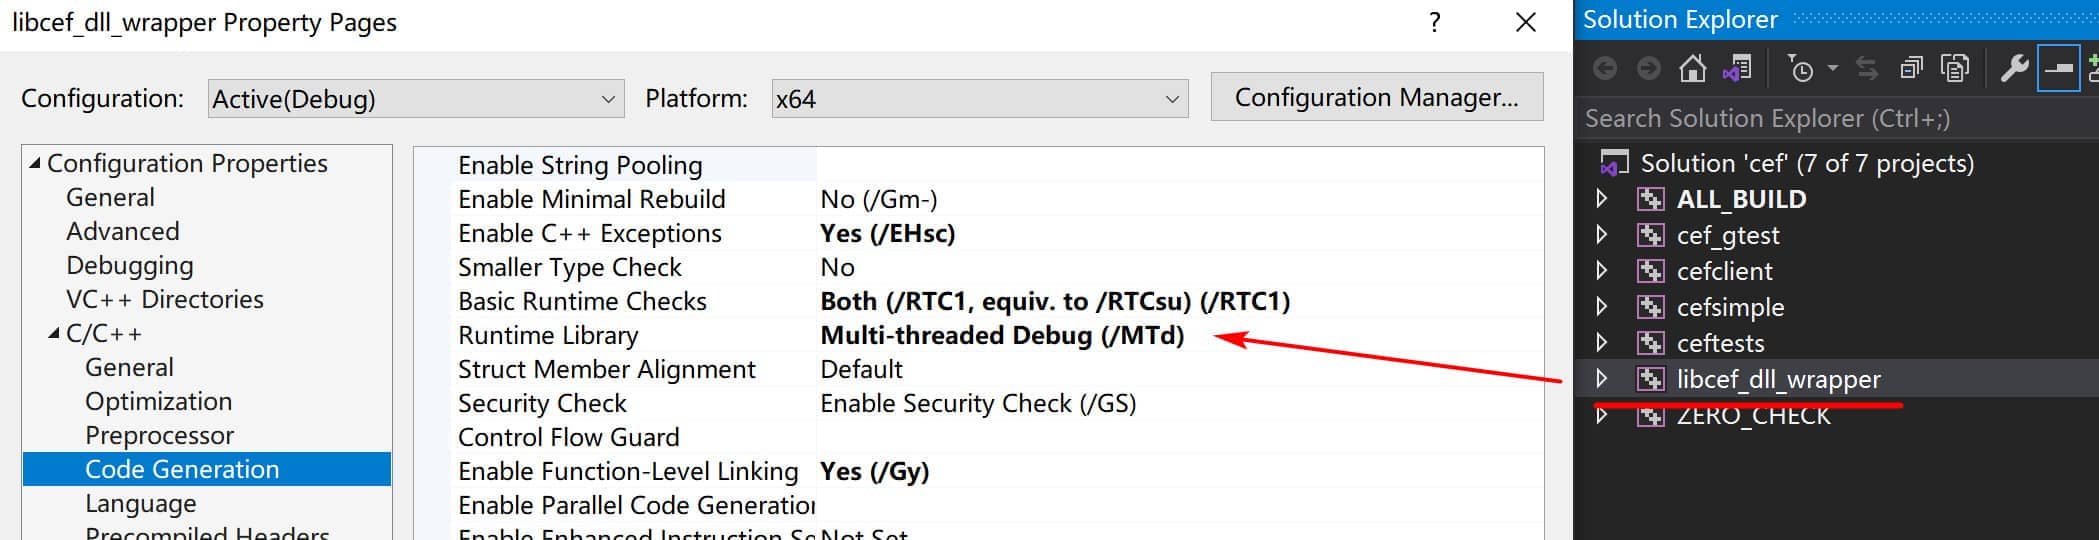 libcef_dll_wrapper Property Pages
?
Configuration:
Active(Debug)
Platform:
x64
Configuration Manager...
Configuration Properties
General
Advanced
Debugging
VC++ Directories
C/C++
General
Optimization
Preprocessor
Code Generation
Language
Precompiled Headers
Enable String Pooling
Enable Minimal Rebuild No (/Gm-)
Enable C++ Exceptions Yes (/EHsc)
Smaller Type Check No
Basic Runtime Checks Both (/RTC1, equiv. to /RTCsu) (/RTC1)
Runtime Library Multi-threaded Debug (/MTd)
Struct Member Alignment Default
Security Check Enable Security Check (/GS)
Control Flow Guard
Enable Function-Level Linking Yes (/Gy)
Enable Parallel Code Generation
Enable Enhanced Instruction Se Not Set
Solution Explorer
Search Solution Explorer (Ctrl+;)
Solution 'cef' (7 of 7 projects)
ALL_BUILD
cef_gtest
cefclient
cefsimple
ceftests
libcef_dll_wrapper
ZERO_CHECK